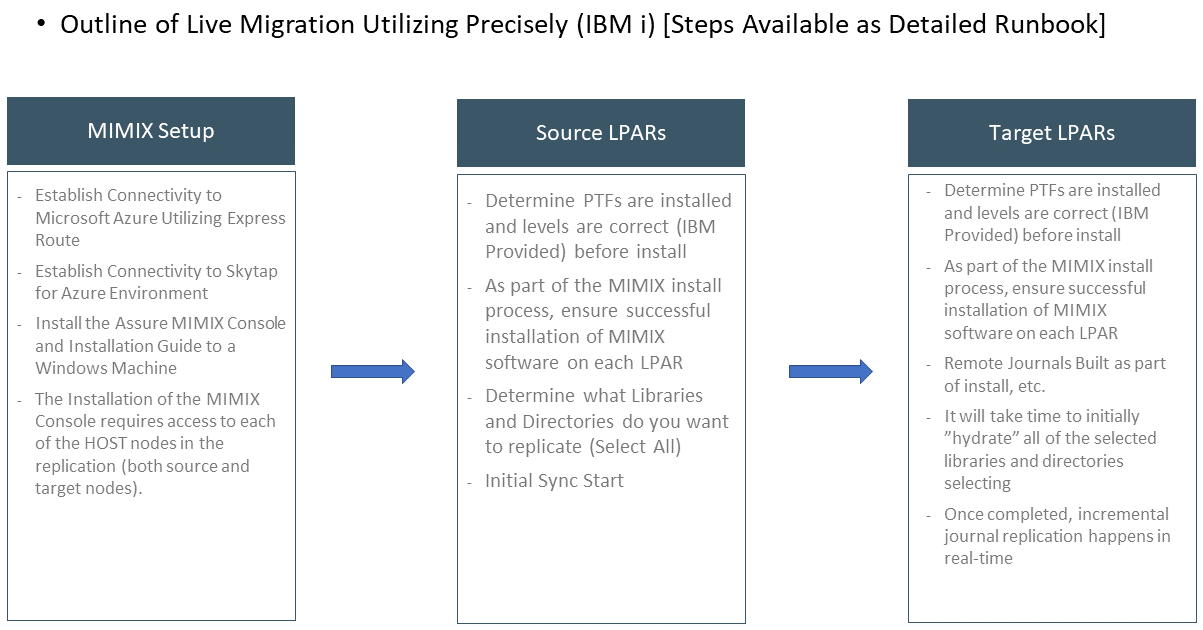 • Outline of Live Migration Utilizing Precisely (IBM i) [Steps Available as Detailed Runbook]
MIMIX Setup
- Establish Connectivity to
Microsoft Azure Utilizing Express
Route
- Establish Connectivity to Skytap
for Azure Environment
- Install the Assure MIMIX Console
and Installation Guide to a
Windows Machine
- The Installation of the MIMIX
Console requires access to each
of the HOST nodes in the
replication (both source and
target nodes).
Source LPARs
- Determine PTFs are installed
and levels are correct (IBM
Provided) before install
- As part of the MIMIX install
process, ensure successful
installation of MIMIX
software on each LPAR
- Determine what Libraries
and Directories do you want
to replicate (Select All)
- Initial Sync Start
Target LPARs
- Determine PTFs are installed
and levels are correct (IBM
Provided) before install
- As part of the MIMIX install
process, ensure successful
installation of MIMIX
software on each LPAR
- Remote Journals Built as part
of install, etc.
- It will take time to initially
”hydrate” all of the selected
libraries and directories
selecting
- Once completed, incremental
journal replication happens in
real-time